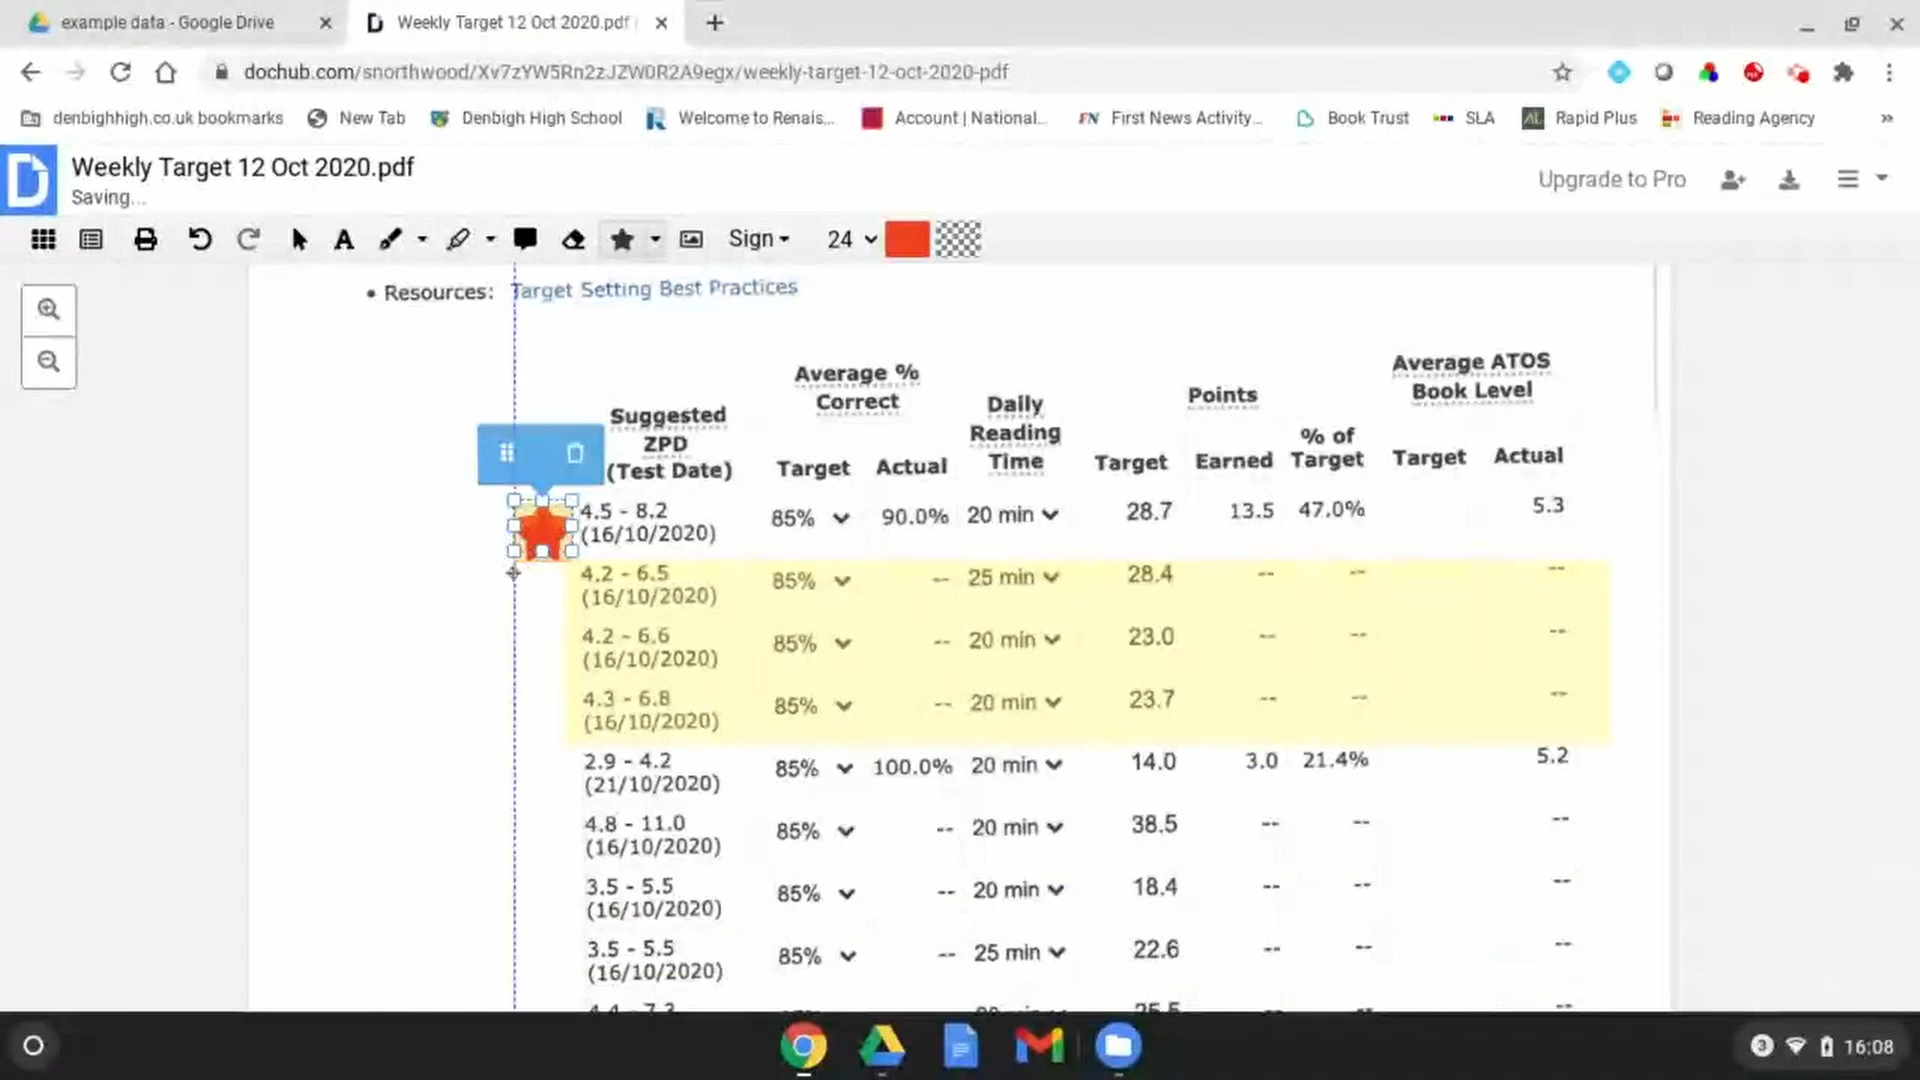 example data - Google Drive
Weekly Target 12 Oct 2020.pdf
dochub.com/snorthwood/Xv7zYW5Rn2zJZW0R2A9egx/weekly-target-12-oct-2020-pdf
denbighhigh.co.uk bookmarks New Tab Denbigh High School Welcome to Renais... Account | National... FN First News Activity... Book Trust SLA Rapid Plus Reading Agency »
Weekly Target 12 Oct 2020.pdf
Saving...
Upgrade to Pro
A Sign 24
• Resources: Target Setting Best Practices
Average ATOS
Book Level
Average %
Correct
Points
Daily
Reading
Time
Suggested
ZPD
(Test Date)
Target Actual Target Earned % of
Target Target Actual
4.5 - 8.2 85% 90.0% 20 min 28.7 13.5 47.0% 5.3
(16/10/2020)
4.2 - 6.5 85% -- 25 min 28.4 -- -- --
(16/10/2020)
4.2 - 6.6 85% -- 20 min 23.0 -- -- --
(16/10/2020)
4.3 - 6.8 85% -- 20 min 23.7 -- -- --
(16/10/2020)
2.9 - 4.2 85% 100.0% 20 min 14.0 3.0 21.4% 5.2
(21/10/2020)
4.8 - 11.0 85% -- 20 min 38.5 -- -- --
(16/10/2020)
3.5 - 5.5 85% -- 20 min 18.4 -- -- --
(16/10/2020)
3.5 - 5.5 85% -- 25 min 22.6 -- -- --
(16/10/2020)
3 16:08